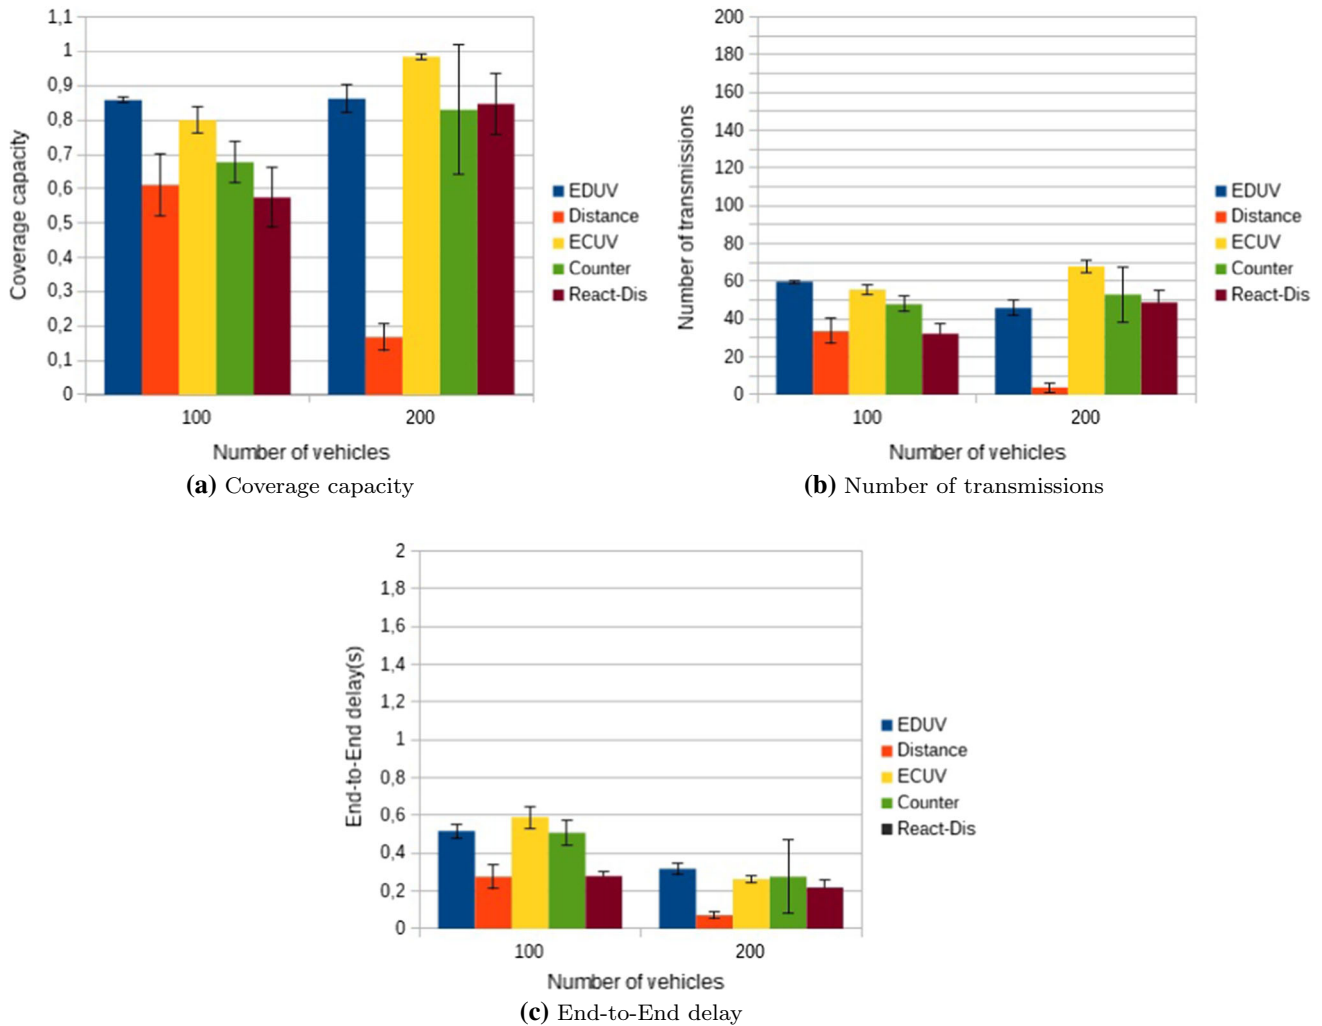 1,1
1
0,9
0,8
0,7
0,6
0,5
0,4
0,3
0,2
0,1
0
Coverage capacity
100
200
Number of vehicles
EDUV
Distance
ECUV
Counter
React-Dis
(a) Coverage capacity
200
180
160
140
120
100
80
60
40
20
0
Number of transmissions
100
200
Number of vehicles
EDUV
Distance
ECUV
Counter
React-Dis
(b) Number of transmissions
2
1,8
1,6
1,4
1,2
1
0,8
0,6
0,4
0,2
0
End-to-End delay(s)
100
200
Number of vehicles
EDUV
Distance
ECUV
Counter
React-Dis
(c) End-to-End delay